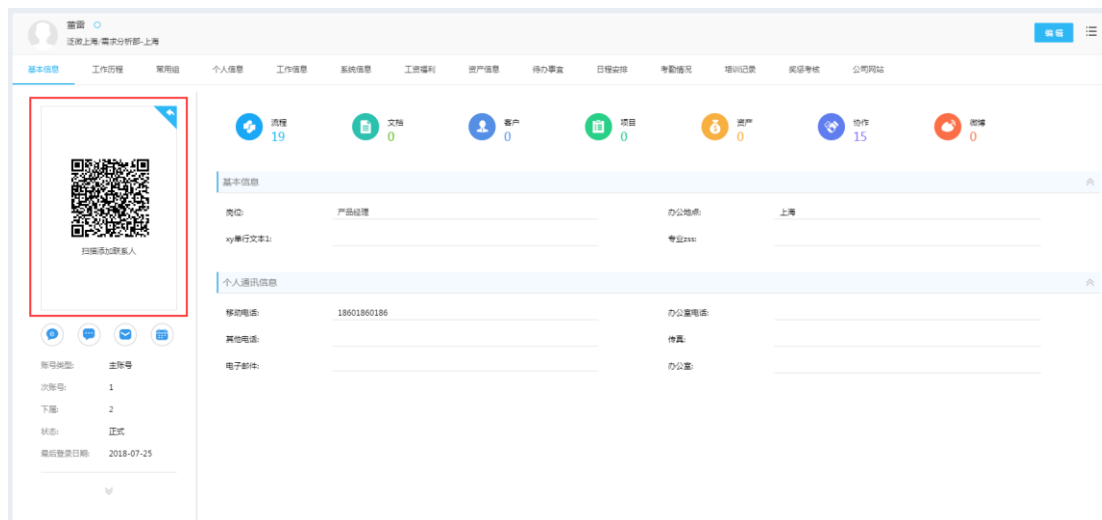 董雷
泛微上海/需求分析部-上海
编辑
基本信息 工作历程 常用组 个人信息 工作信息 系统信息 工资福利 资产信息 待办事宜 日程安排 考勤情况 培训记录 奖惩考核 公司网站
流程 19
文档 0
客户 0
项目 0
资产 0
协作 15
微博 0
扫描添加联系人
账号类型: 主账号
次账号: 1
下属: 2
状态: 正式
最后登录日期: 2018-07-25
基本信息
岗位: 产品经理 办公地点: 上海
xy单行文本1: 专业zss:
个人通讯信息
移动电话: 18601860186 办公室电话:
其他电话: 传真:
电子邮件: 办公室: